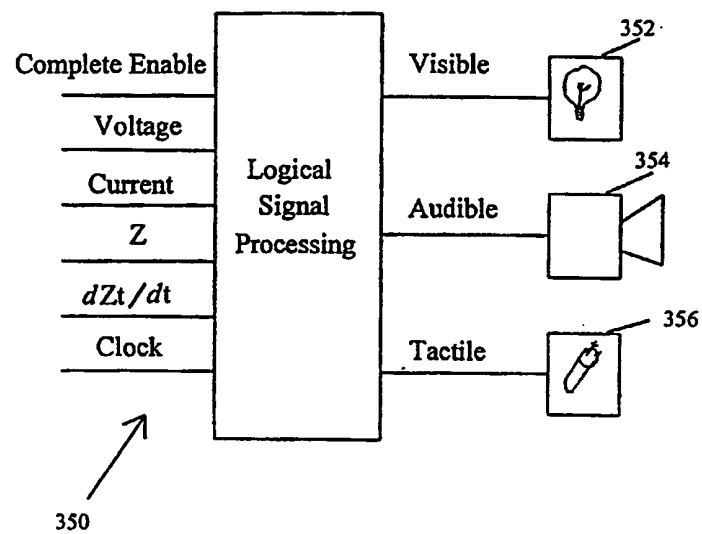 352
Complete Enable
Visible
Voltage
354
Current
Logical
Signal
Processing
Audible
Z
dZt/dt
356
Clock
Tactile
350